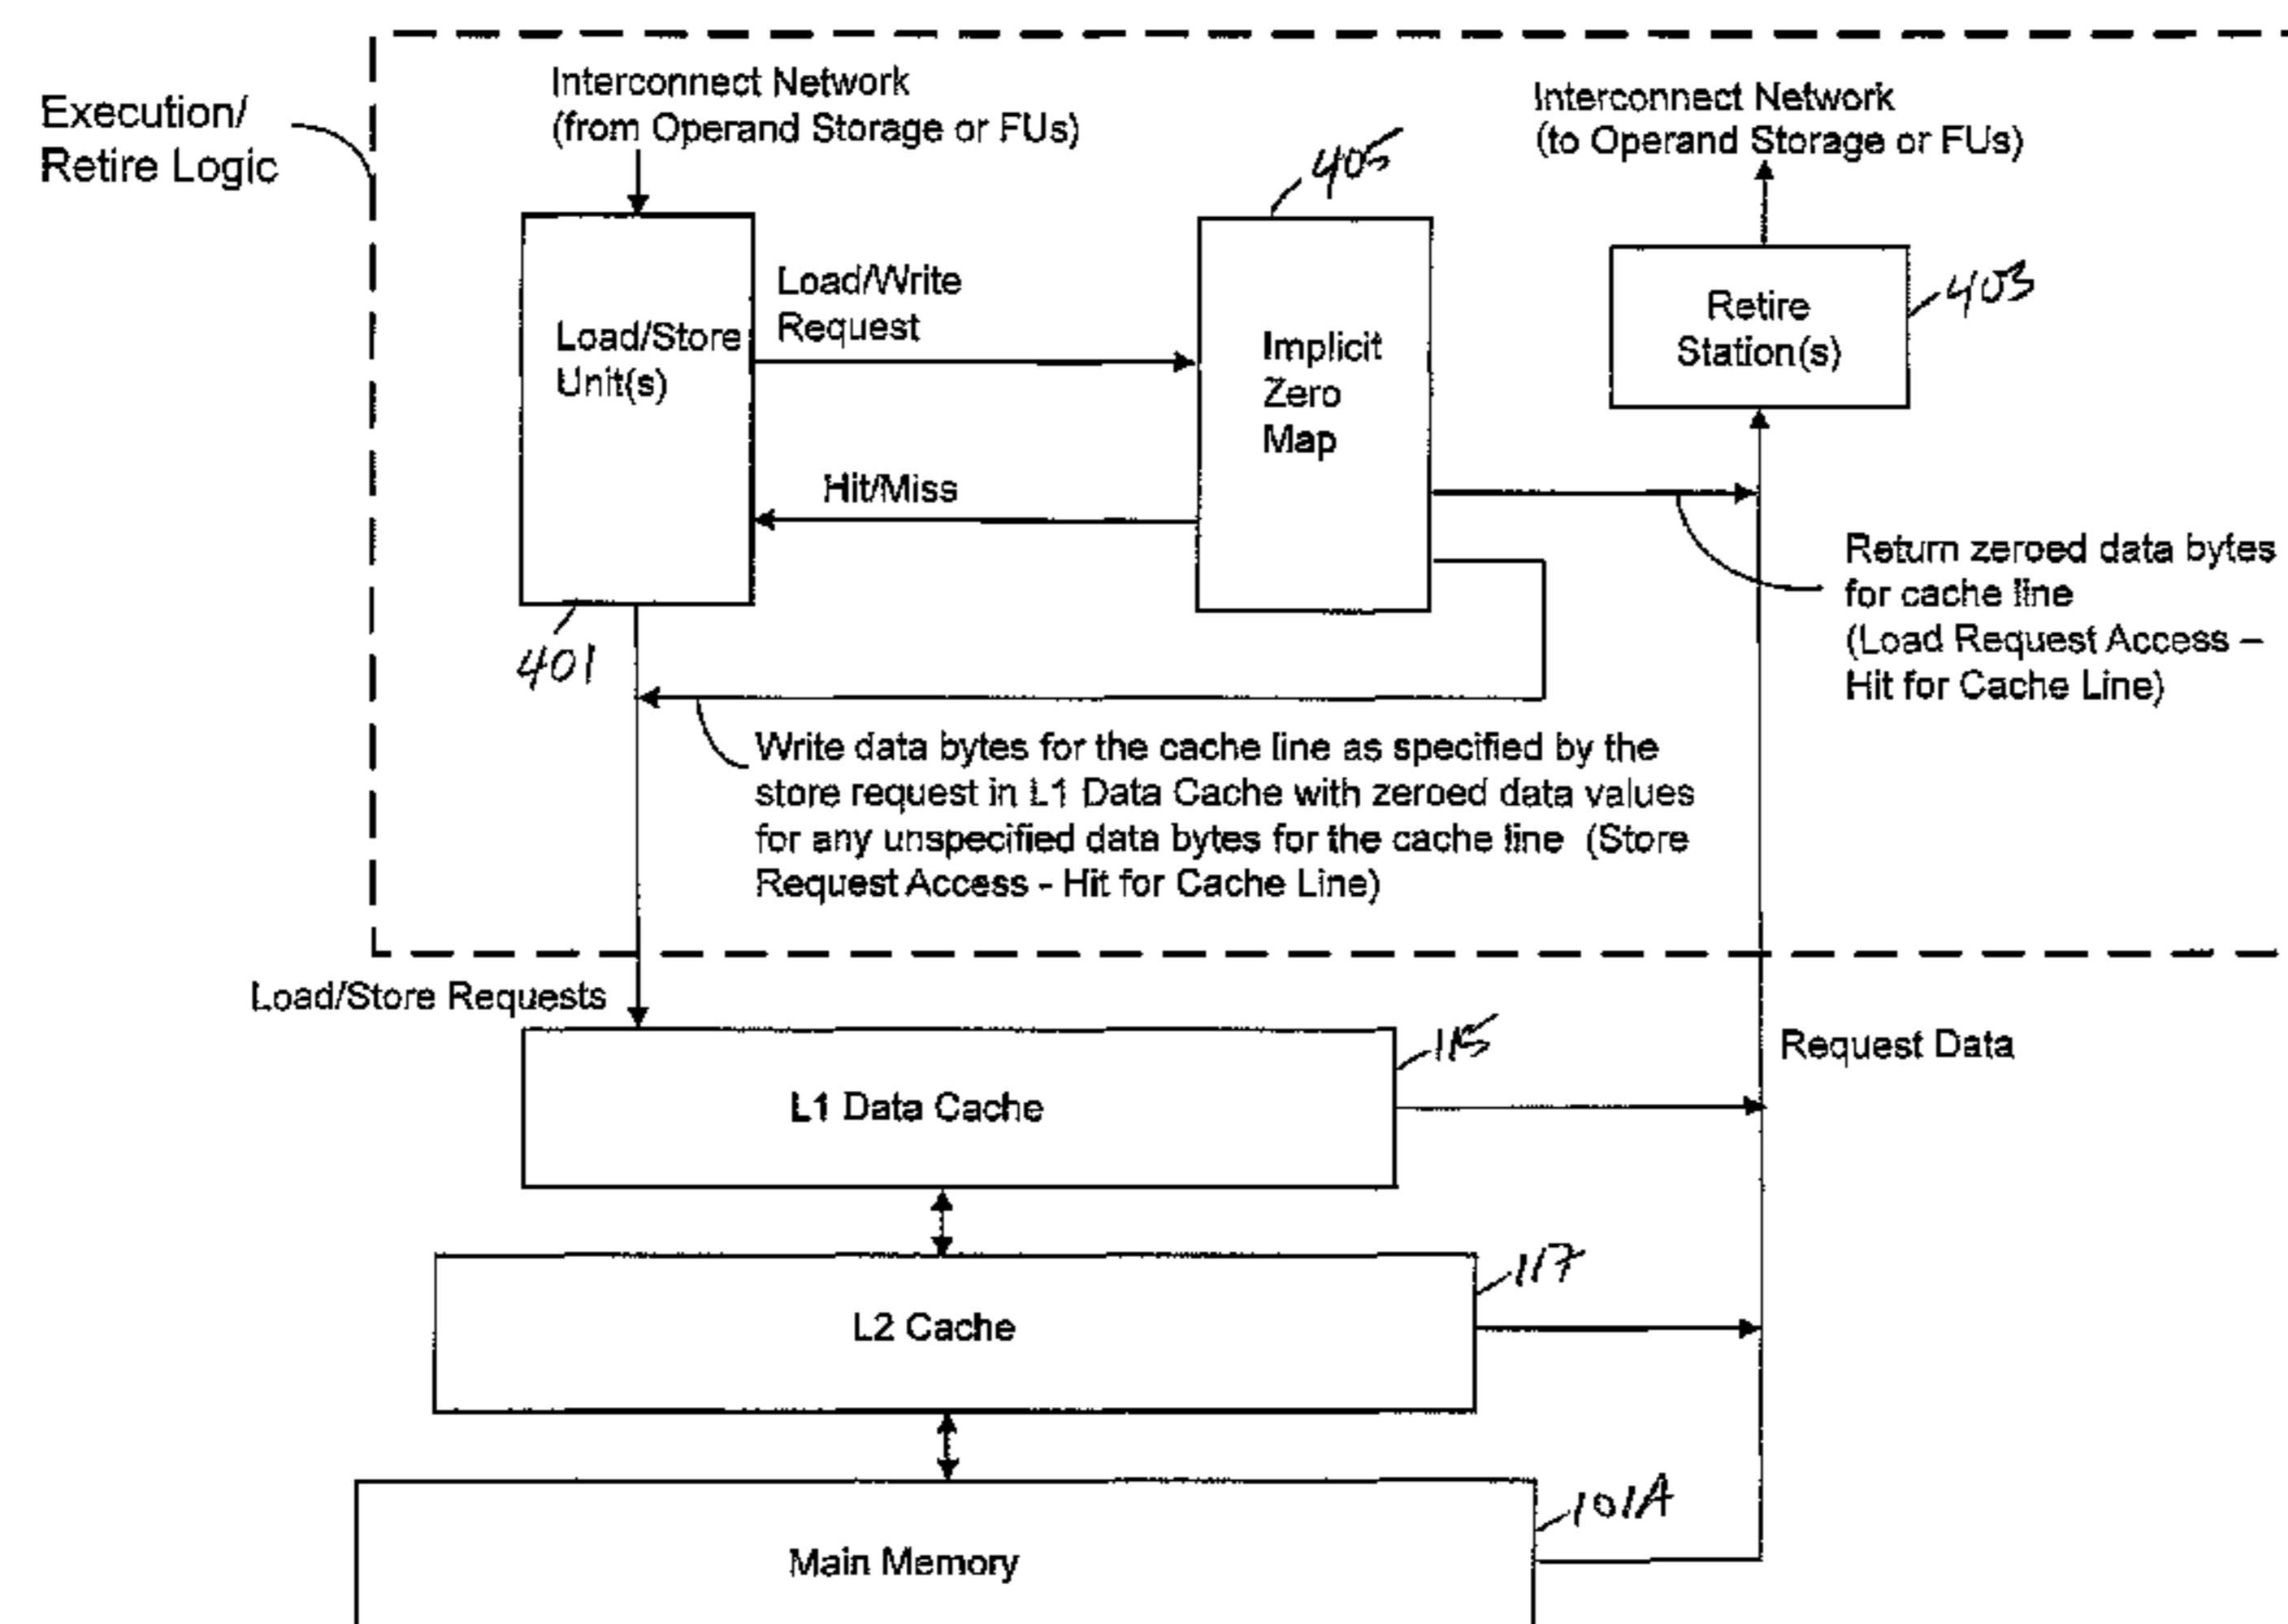 Execution/
Retire Logic
Interconnect Network
(from Operand Storage or FUs)
Interconnect Network
(to Operand Storage or FUs)
405
Load/Store
Unit(s)
Load/Write
Request
Hit/Miss
401
Implicit
Zero
Map
Retire
Station(s)
403
Return zeroed data bytes
for cache line
(Load Request Access –
Hit for Cache Line)
Write data bytes for the cache line as specified by the
store request in L1 Data Cache with zeroed data values
for any unspecified data bytes for the cache line (Store
Request Access - Hit for Cache Line)
Load/Store Requests
L1 Data Cache
115
Request Data
L2 Cache
117
Main Memory
101A